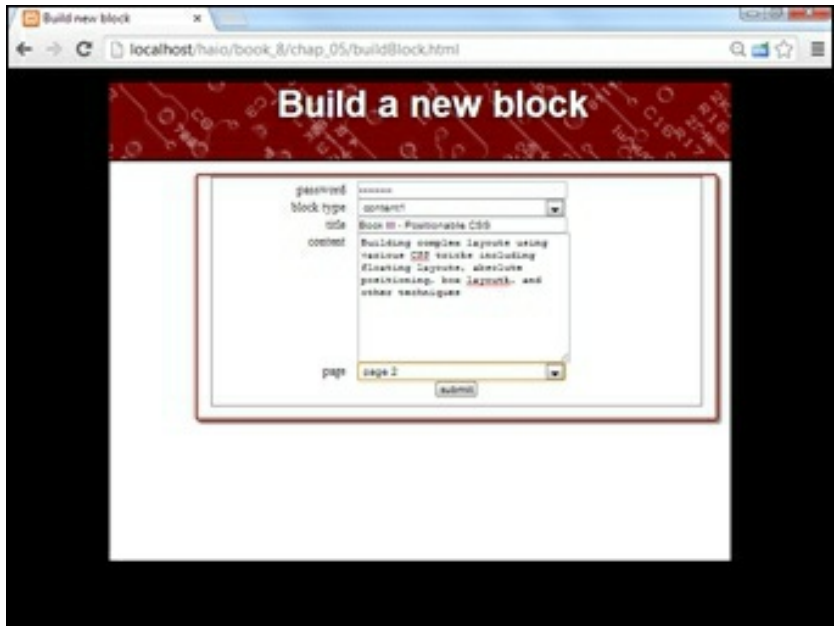 Build new block
localhost/haio/book_8/chap_05/buildBlock.html
Build a new block
password
block type content1
title Book III - Positionable CSS
content Building complex layouts using
various CSS tricks including
floating layouts, absolute
positioning, box layouts, and
other techniques
page page 2
submit